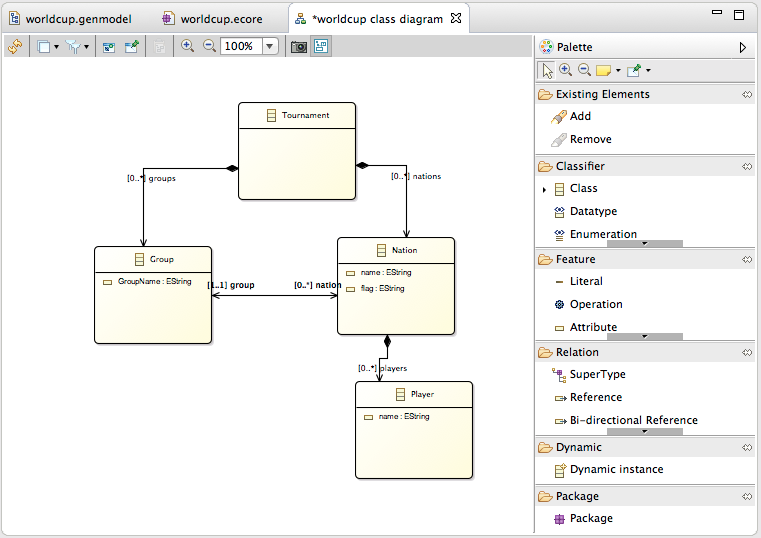 worldcup.genmodel
worldcup.ecore
*worldcup class diagram
100%
Palette
Existing Elements
Add
Remove
Classifier
Class
Datatype
Enumeration
Feature
Literal
Operation
Attribute
Relation
SuperType
Reference
Bi-directional Reference
Dynamic
Dynamic instance
Package
Package
Tournament
[0..*] groups
[0..*] nations
Group
GroupName : EString
[1..1] group
[0..*] nation
Nation
name : EString
flag : EString
[0..*] players
Player
name : EString